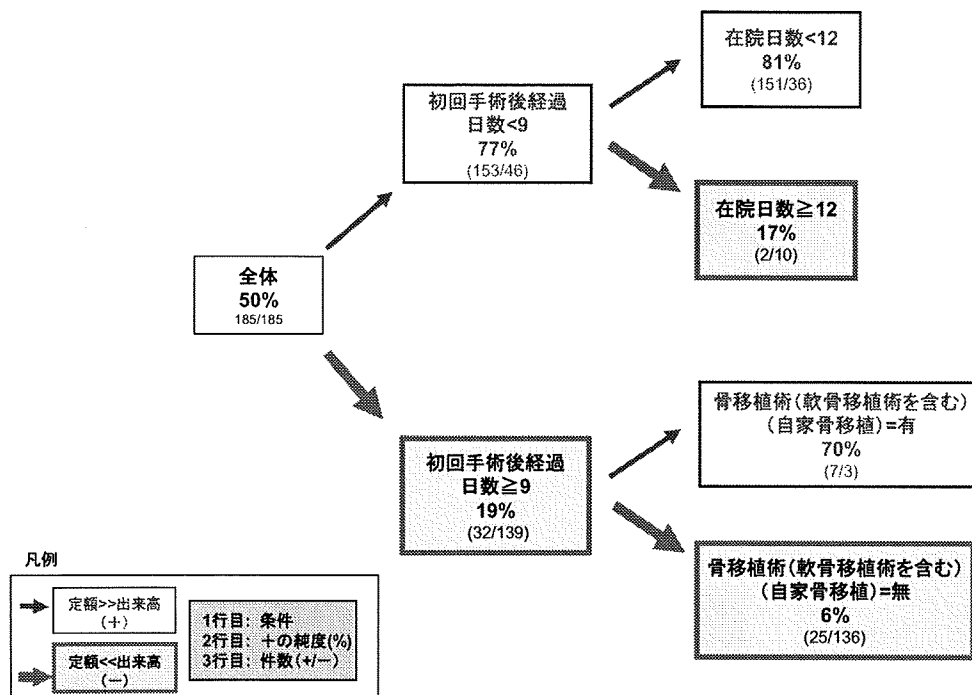 在院日数<12
81%
(151/36)
初回手術後経過
日数<9
77%
(153/46)
在院日数≧12
17%
(2/10)
全体
50%
185/185
骨移植術(軟骨移植術を含む)
(自家骨移植)=有
70%
(7/3)
初回手術後経過
日数≧9
19%
(32/139)
骨移植術(軟骨移植術を含む)
(自家骨移植)=無
6%
(25/136)
凡例
定額>>出来高
(+)
定額<<出来高
(ー)
1行目: 条件
2行目: +の純度(%)
3行目: 件数(+/ー)